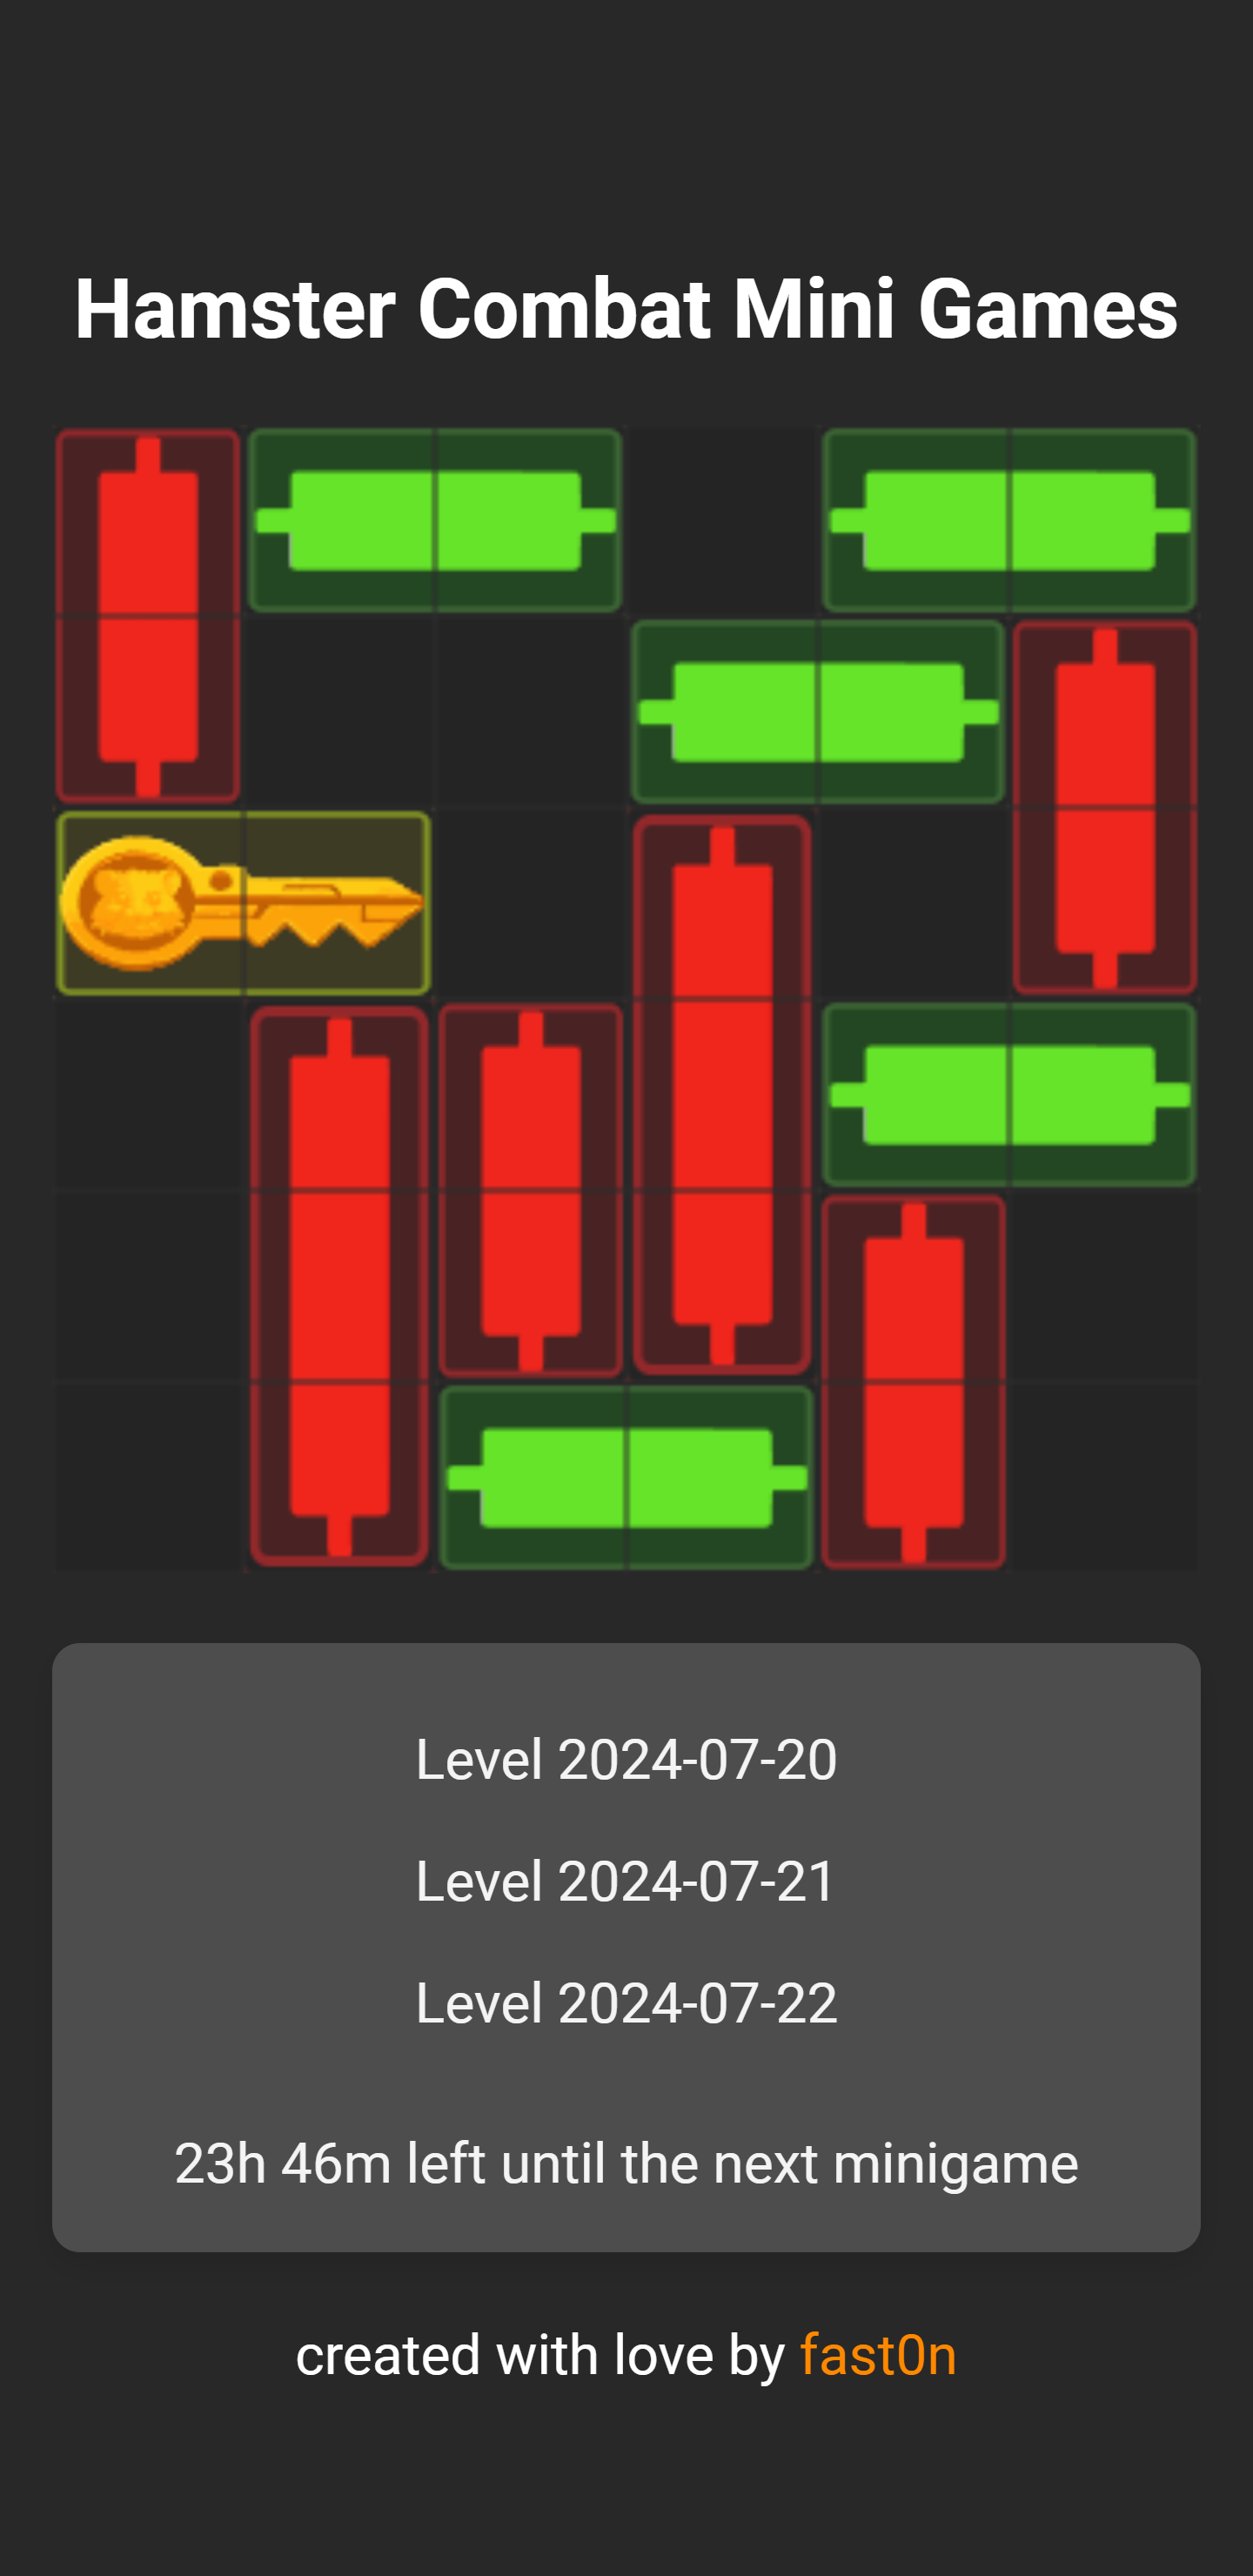 Hamster Combat Mini Games
Level 2024-07-20
Level 2024-07-21
Level 2024-07-22
23h 46m left until the next minigame
created with love by fast0n